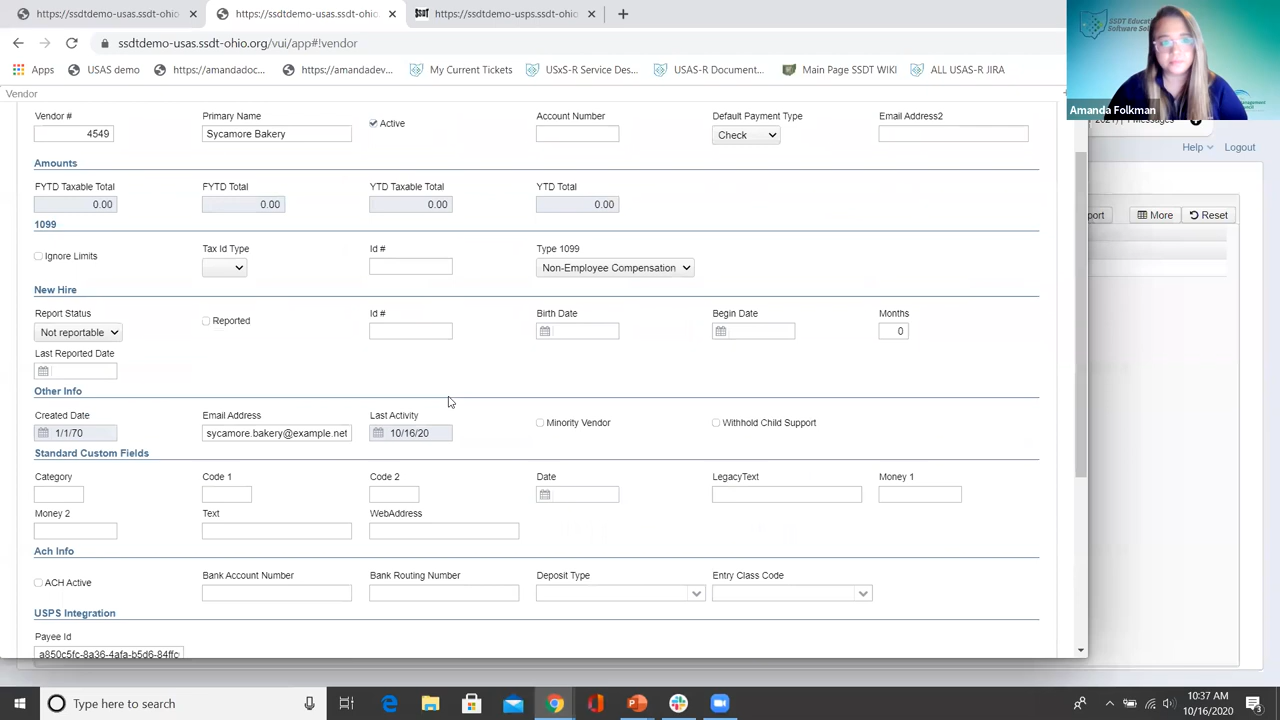 https://ssdtdemo-usas.ssdt-ohio.
https://ssdtdemo-usas.ssdt-ohio.
https://ssdtdemo-usps.ssdt-ohio.
ssdtdemo-usas.ssdt-ohio.org/vui/app#!vendor
Apps USAS demo https://amandadoc... https://amandadev... My Current Tickets USxS-R Service Des... USAS-R Document... Main Page SSDT WIKI ALL USAS-R JIRA
SSDT Educa
Software Sol
Amanda Folkman
Vendor
2021) | 1 Messages
Help Logout
port More Reset
Vendor # Primary Name Active Account Number Default Payment Type Email Address2
4549 Sycamore Bakery Check
Amounts
FYTD Taxable Total FYTD Total YTD Taxable Total YTD Total
0.00 0.00 0.00 0.00
1099
Ignore Limits Tax Id Type Id # Type 1099
Non-Employee Compensation
New Hire
Report Status Reported Id # Birth Date Begin Date Months
Not reportable 0
Last Reported Date
Other Info
Created Date Email Address Last Activity Minority Vendor Withhold Child Support
1/1/70 sycamore.bakery@example.net 10/16/20
Standard Custom Fields
Category Code 1 Code 2 Date LegacyText Money 1
Money 2 Text WebAddress
Ach Info
ACH Active Bank Account Number Bank Routing Number Deposit Type Entry Class Code
USPS Integration
Payee Id
a850c5fc-8a36-4afa-b5d6-84ffc
Type here to search
10:37 AM
10/16/2020